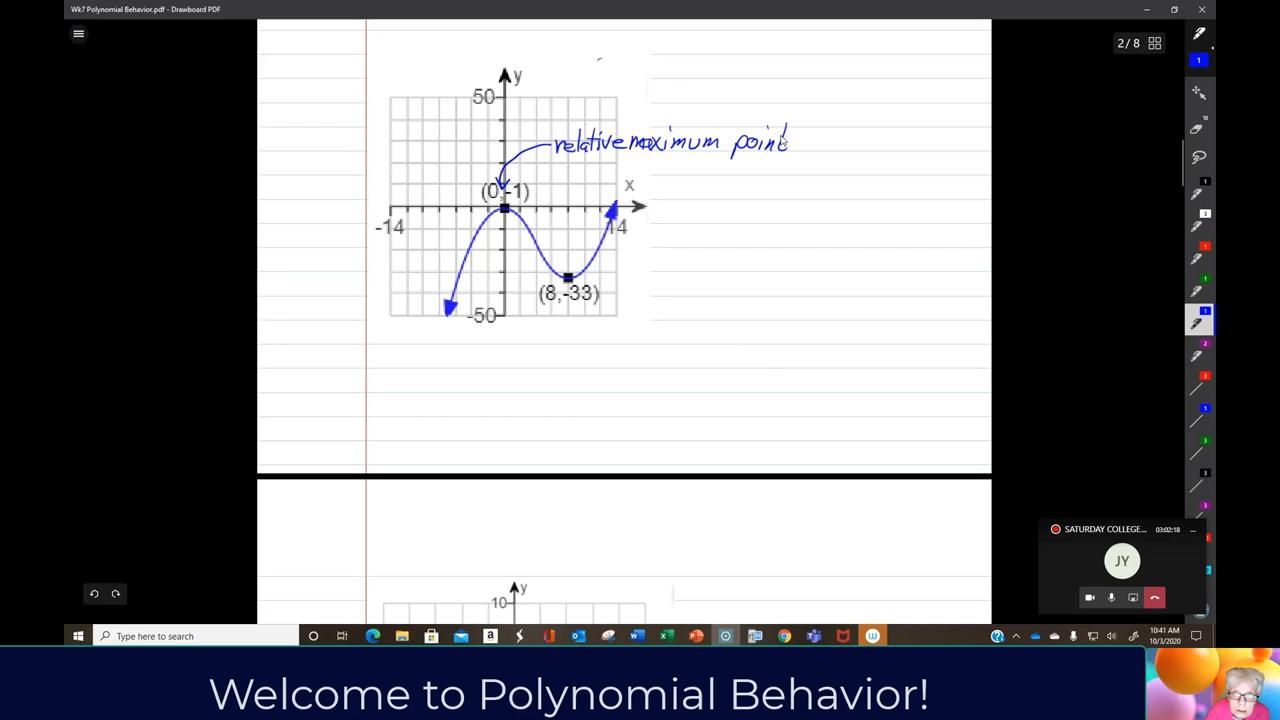 Wk7 Polynomial Behavior.pdf - Drawboard PDF
2/8
y
50
relative maximum point
(0,-1)
x
-14
14
(8,-33)
-50
SATURDAY COLLEGE... 03:02:18
JY
y
10
Type here to search
10:41 AM
10/3/2020
Welcome to Polynomial Behavior!